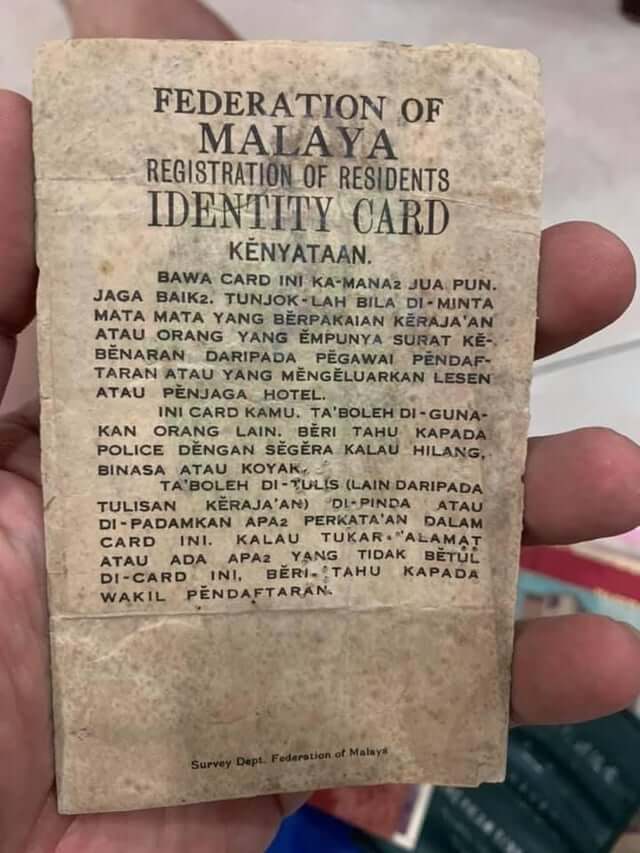 FEDERATION OF
MALAYA
REGISTRATION OF RESIDENTS
IDENTITY CARD
KĔNYATAAN.
BAWA CARD INI KA-MANA2 JUA PUN.
JAGA BAIK2. TUNJOK-LAH BILA DI-MINTA
MATA MATA YANG BĔRPAKAIAN KĔRAJA'AN
ATAU ORANG YANG ĔMPUNYA SURAT KĔ-
BĔNARAN DARIPADA PĔGAWAI PĔNDAF-
TARAN ATAU YANG MĔNGĔLUARKAN LESEN
ATAU PĔNJAGA HOTEL.
INI CARD KAMU. TA'BOLEH DI-GUNA-
KAN ORANG LAIN. BĔRI TAHU KAPADA
POLICE DĔNGAN SĔGĔRA KALAU HILANG,
BINASA ATAU KOYAK.
TA'BOLEH DI-TULIS (LAIN DARIPADA
TULISAN KĔRAJA'AN) DI-PINDA ATAU
DI-PADAMKAN APA2 PERKATA'AN DALAM
CARD INI. KALAU TUKAR 'ALAMAT
ATAU ADA APA2 YANG TIDAK BĔTUL
DI-CARD INI, BĔRI-TAHU KAPADA
WAKIL PĔNDAFTARAN.
Survey Dept. Federation of Malaya